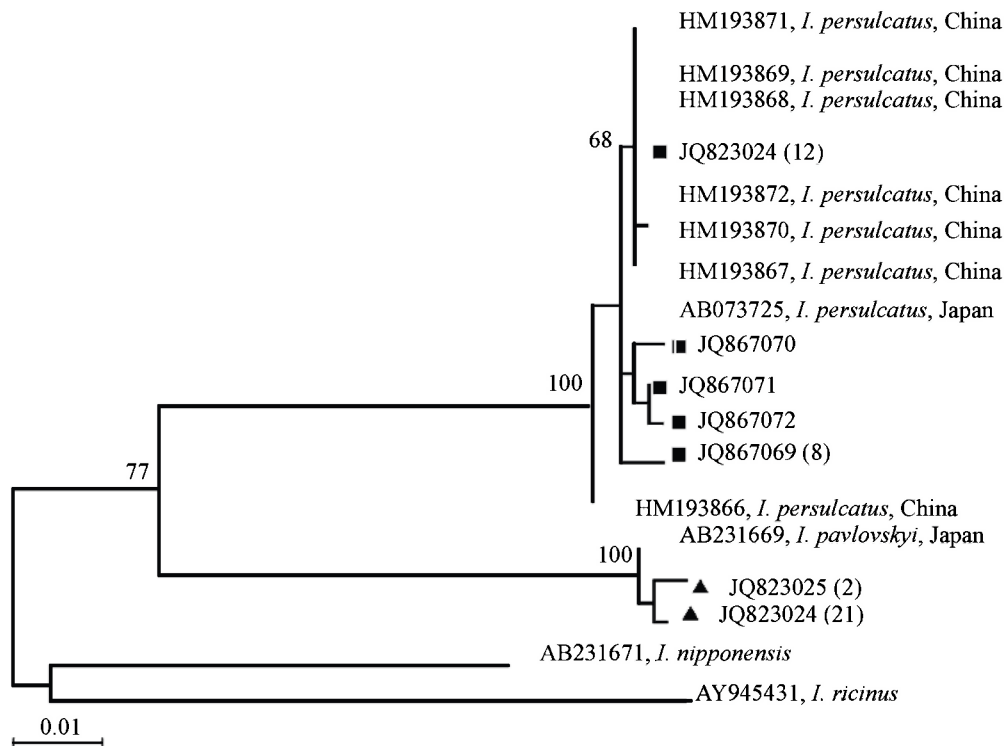 HM193871, I. persulcatus, China
HM193869, I. persulcatus, China
HM193868, I. persulcatus, China
68
JQ823024 (12)
HM193872, I. persulcatus, China
HM193870, I. persulcatus, China
HM193867, I. persulcatus, China
AB073725, I. persulcatus, Japan
JQ867070
100
JQ867071
JQ867072
JQ867069 (8)
77
HM193866, I. persulcatus, China
AB231669, I. pavlovskyi, Japan
100
JQ823025 (2)
JQ823024 (21)
AB231671, I. nipponensis
AY945431, I. ricinus
0.01